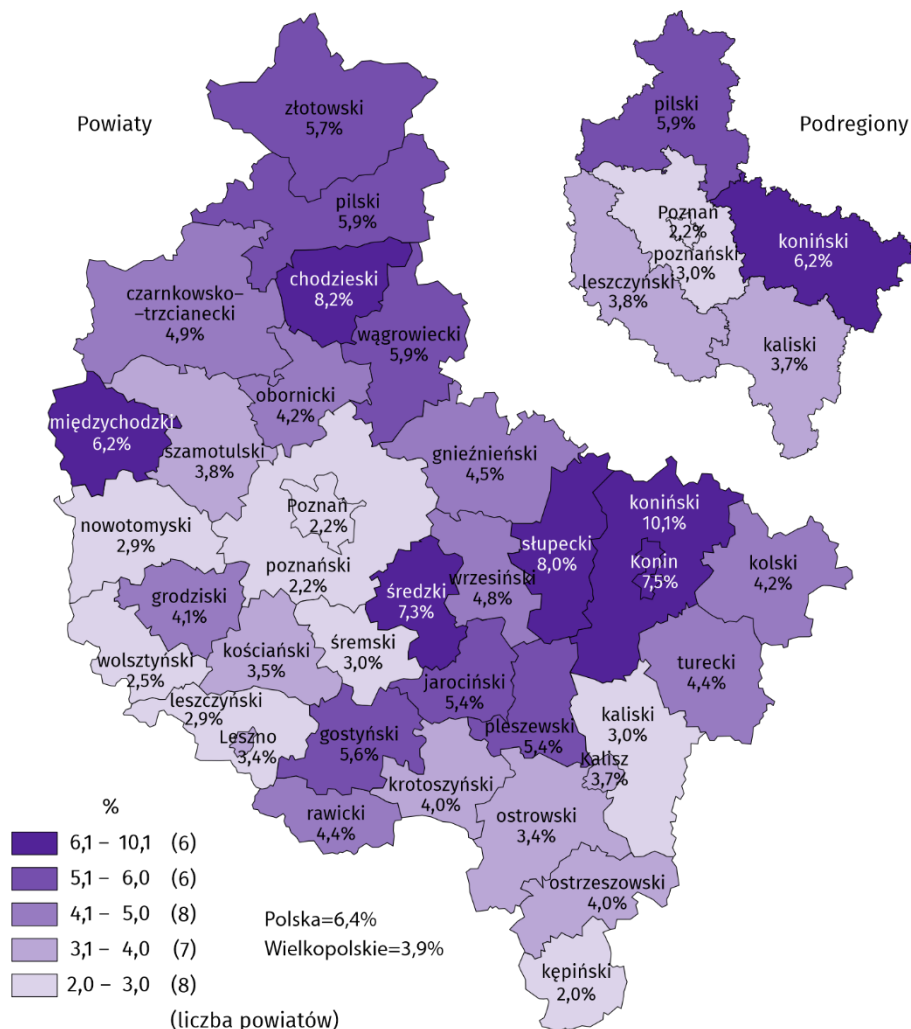 Powiaty
Podregiony
złotowski
5,7%
pilski
5,9%
chodzieski
8,2%
czarnkowsko–
–trzcianecki
4,9%
wągrowiecki
5,9%
obornicki
4,2%
międzychodzki
6,2%
szamotulski
3,8%
gnieźnieński
4,5%
Poznań
2,2%
nowotomyski
2,9%
poznański
2,2%
słupecki
8,0%
koniński
10,1%
Konin
7,5%
kolski
4,2%
średzki
7,3%
wrzesiński
4,8%
grodziski
4,1%
kościański
3,5%
śremski
3,0%
wolsztyński
2,5%
turecki
4,4%
jarociński
5,4%
leszczyński
2,9%
Leszno
3,4%
gostyński
5,6%
pleszewski
5,4%
kaliski
3,0%
Kalisz
3,7%
krotoszyński
4,0%
rawicki
4,4%
ostrowski
3,4%
ostrzeszowski
4,0%
kępiński
2,0%
pilski
5,9%
Poznań
2,2%
poznański
3,0%
koniński
6,2%
leszczyński
3,8%
kaliski
3,7%
%
6,1 – 10,1 (6)
5,1 – 6,0 (6)
4,1 – 5,0 (8)
3,1 – 4,0 (7)
2,0 – 3,0 (8)
(liczba powiatów)
Polska=6,4%
Wielkopolskie=3,9%